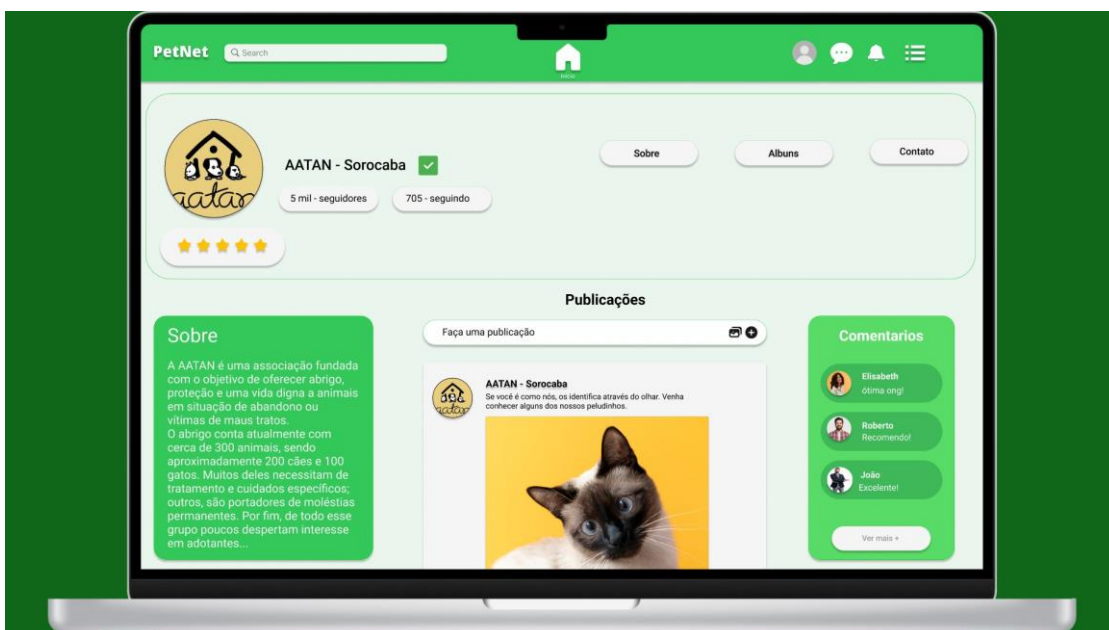 PetNet
Search
Início
AATAN - Sorocaba
5 mil - seguidores
705 - seguindo
Sobre
Albuns
Contato
aatan
Publicações
Sobre
A AATAN é uma associação fundada
com o objetivo de oferecer abrigo,
proteção e uma vida digna a animais
em situação de abandono ou
vítimas de maus tratos.
O abrigo conta atualmente com
cerca de 300 animais, sendo
aproximadamente 200 cães e 100
gatos. Muitos deles necessitam de
tratamento e cuidados específicos;
outros, são portadores de moléstias
permanentes. Por fim, de todo esse
grupo poucos despertam interesse
em adotantes...
Faça uma publicação
aatan
AATAN - Sorocaba
Se você é como nós, os identifica através do olhar. Venha
conhecer alguns dos nossos peludinhos.
Comentarios
Elisabeth
ótima ong!
Roberto
Recomendo!
João
Excelente!
Ver mais +